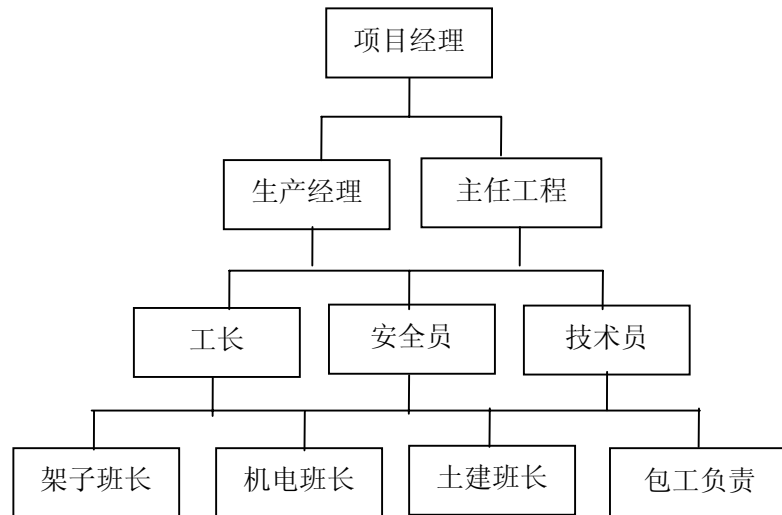 项目经理
生产经理
主任工程
工长
安全员
技术员
架子班长
机电班长
土建班长
包工负责